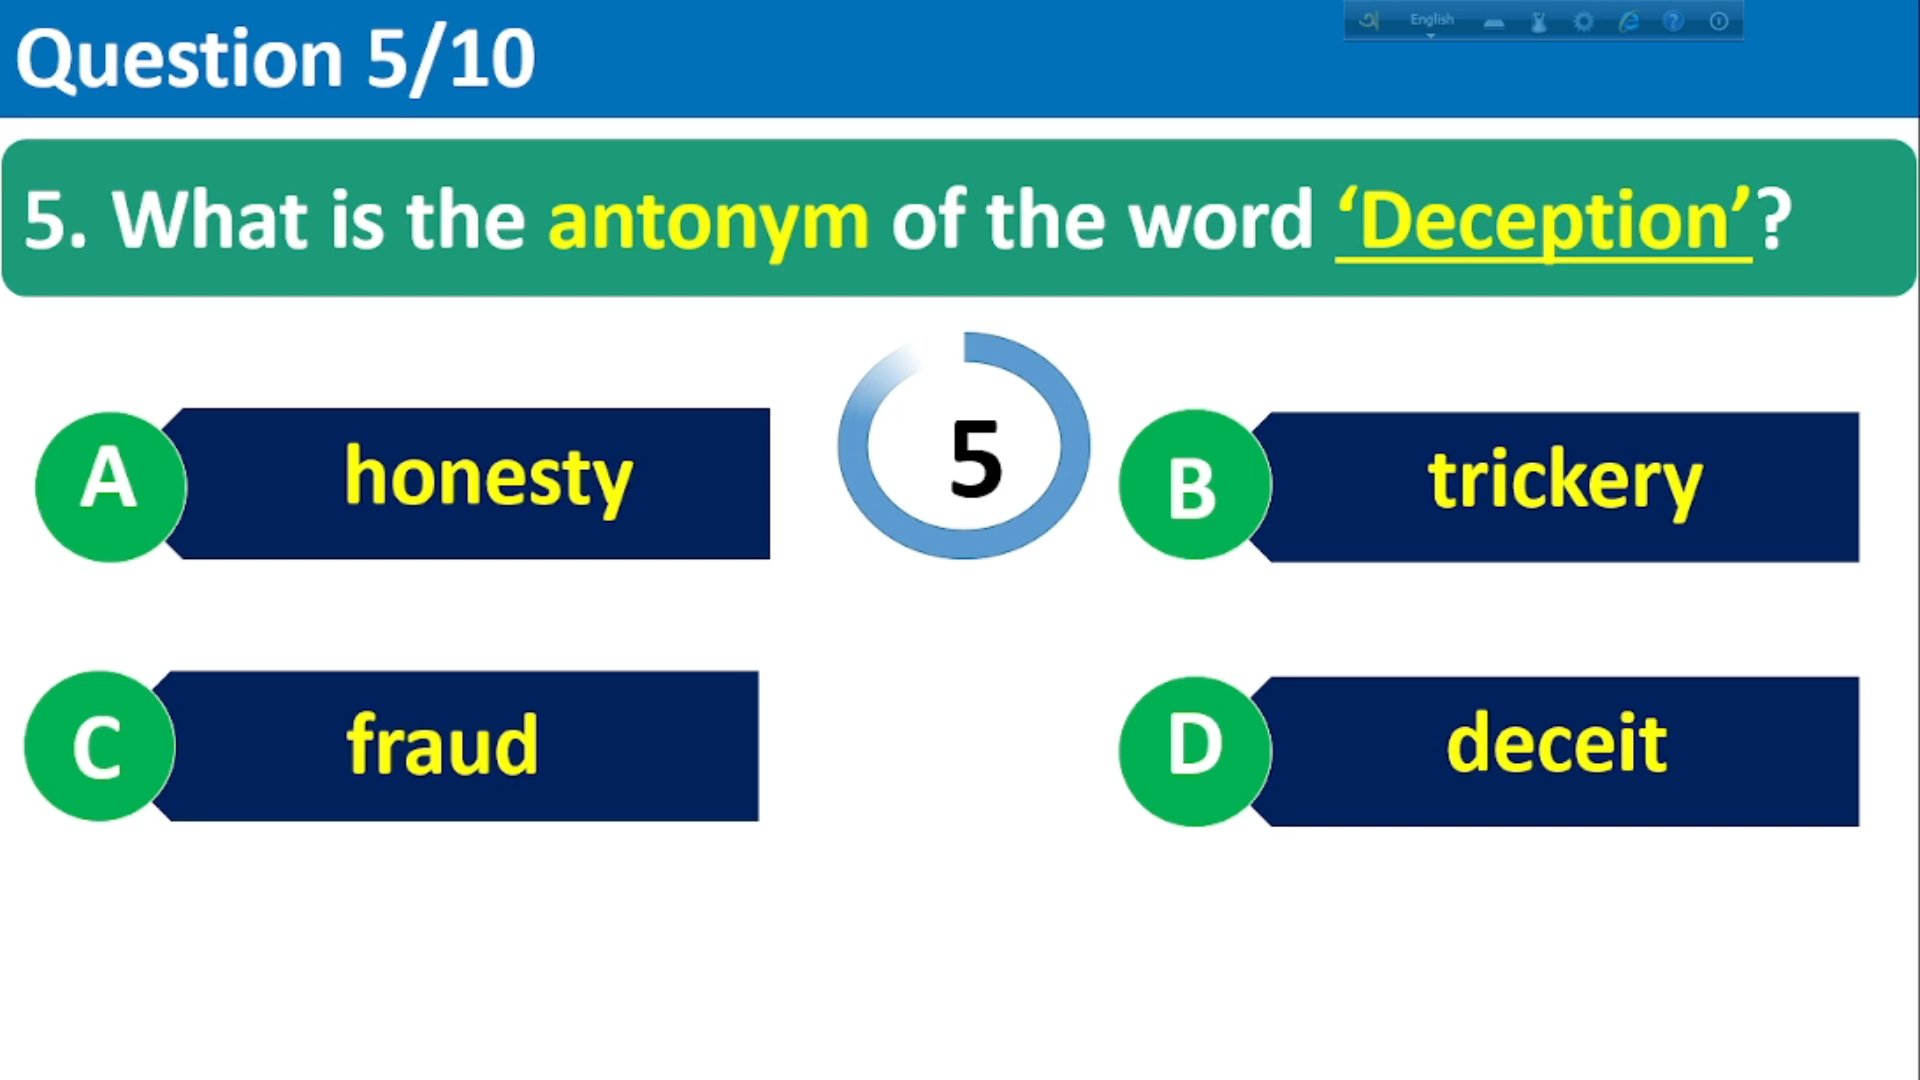 Question 5/10
English
5. What is the antonym of the word ‘Deception’?
A honesty
5
B trickery
C fraud
D deceit